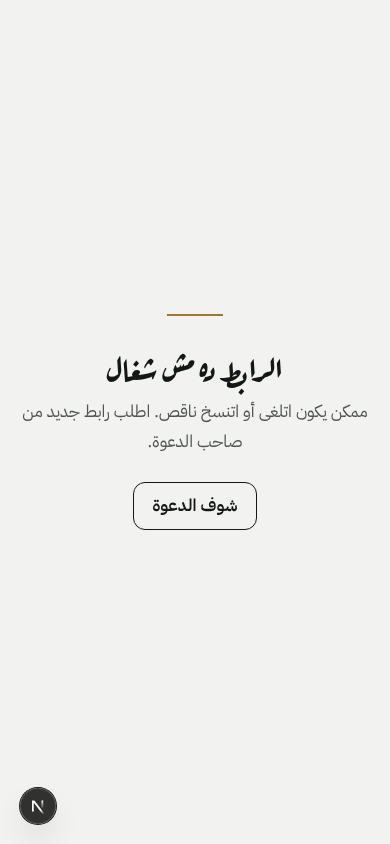 الرابط ده مش شغال
ممكن يكون اتلغى أو اتنسخ ناقص. اطلب رابط جديد من
صاحب الدعوة.
شوف الدعوة
N